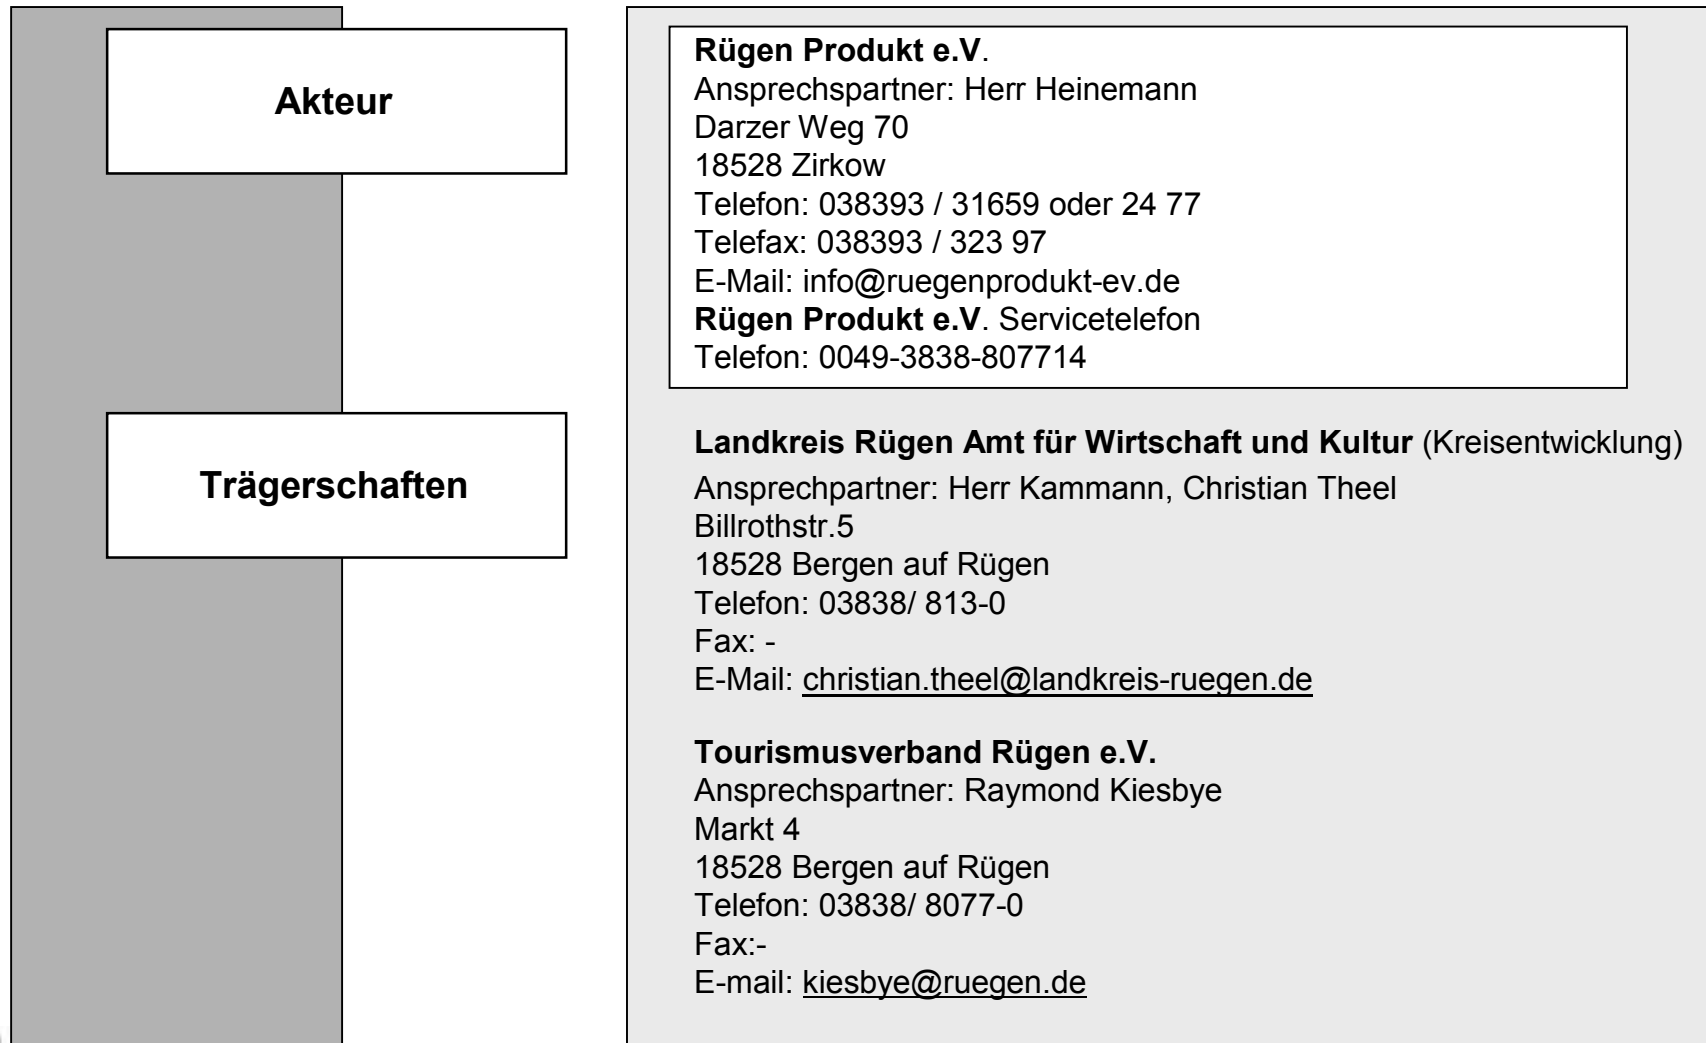 Akteur
Rügen Produkt e.V.
Ansprechspartner: Herr Heinemann
Darzer Weg 70
18528 Zirkow
Telefon: 038393 / 31659 oder 24 77
Telefax: 038393 / 323 97
E-Mail: info@ruegenprodukt-ev.de
Rügen Produkt e.V. Servicetelefon
Telefon: 0049-3838-807714
Trägerschaften
Landkreis Rügen Amt für Wirtschaft und Kultur (Kreisentwicklung)
Ansprechpartner: Herr Kammann, Christian Theel
Billrothstr.5
18528 Bergen auf Rügen
Telefon: 03838/ 813-0
Fax: -
E-Mail: christian.theel@landkreis-ruegen.de
Tourismusverband Rügen e.V.
Ansprechspartner: Raymond Kiesbye
Markt 4
18528 Bergen auf Rügen
Telefon: 03838/ 8077-0
Fax:-
E-mail: kiesbye@ruegen.de